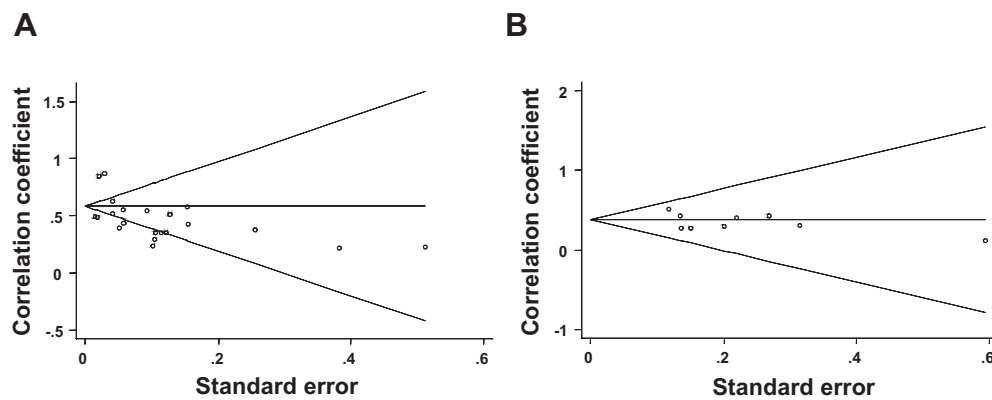 A
B
Correlation coefficient
1.5
1
.5
0
-.5
0
.2
.4
.6
Standard error
Correlation coefficient
2
1
0
-1
0
.2
.4
.6
Standard error